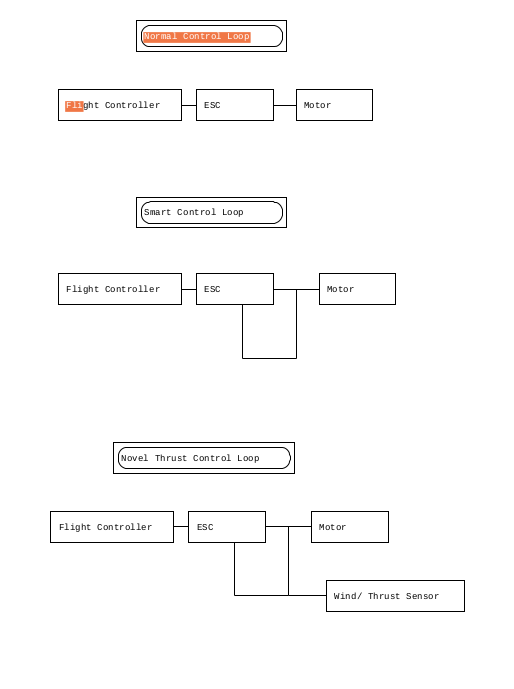 Normal Control Loop
Flight Controller
ESC
Motor
Smart Control Loop
Flight Controller
ESC
Motor
Novel Thrust Control Loop
Flight Controller
ESC
Motor
Wind/ Thrust Sensor